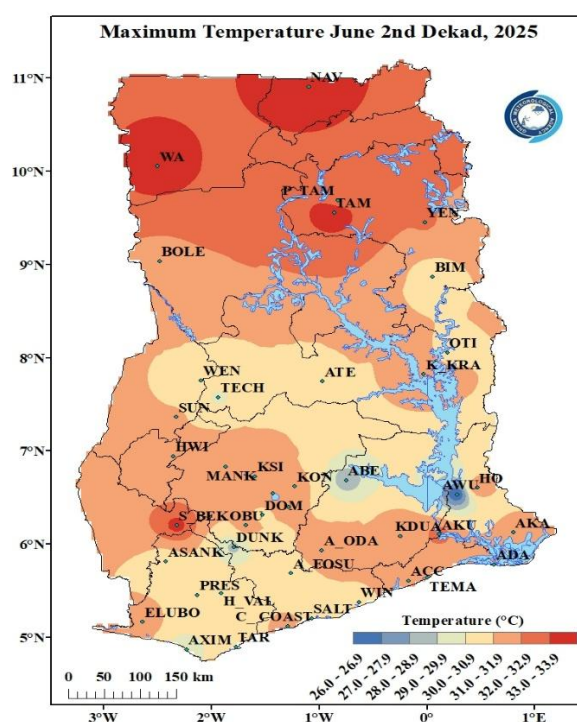 Maximum Temperature June 2nd Dekad, 2025
11°N
10°N
9°N
8°N
7°N
6°N
5°N
NAV
WA
P_TAM
TAM
YEN
BOLE
BIM
OTI
K_KRA
WEN
TECH
ATE
SUN
HWI
MANK
KSI
KON
ABE
AWU
HO
DOM
S_BEKOBU
DUNK
KDUA
AKU
AKA
ASANK
A_ODA
ADA
A_FOSU
ACC
TEMA
PRES
H_VAL
WIN
ELUBO
C_COAST
SALT
AXIM
TAR
Temperature (°C)
26.0 - 26.9
27.0 - 27.9
28.0 - 28.9
29.0 - 29.9
30.0 - 30.9
31.0 - 31.9
32.0 - 32.9
33.0 - 33.9
0 50 100 150 km
3°W 2°W 1°W 0° 1°E